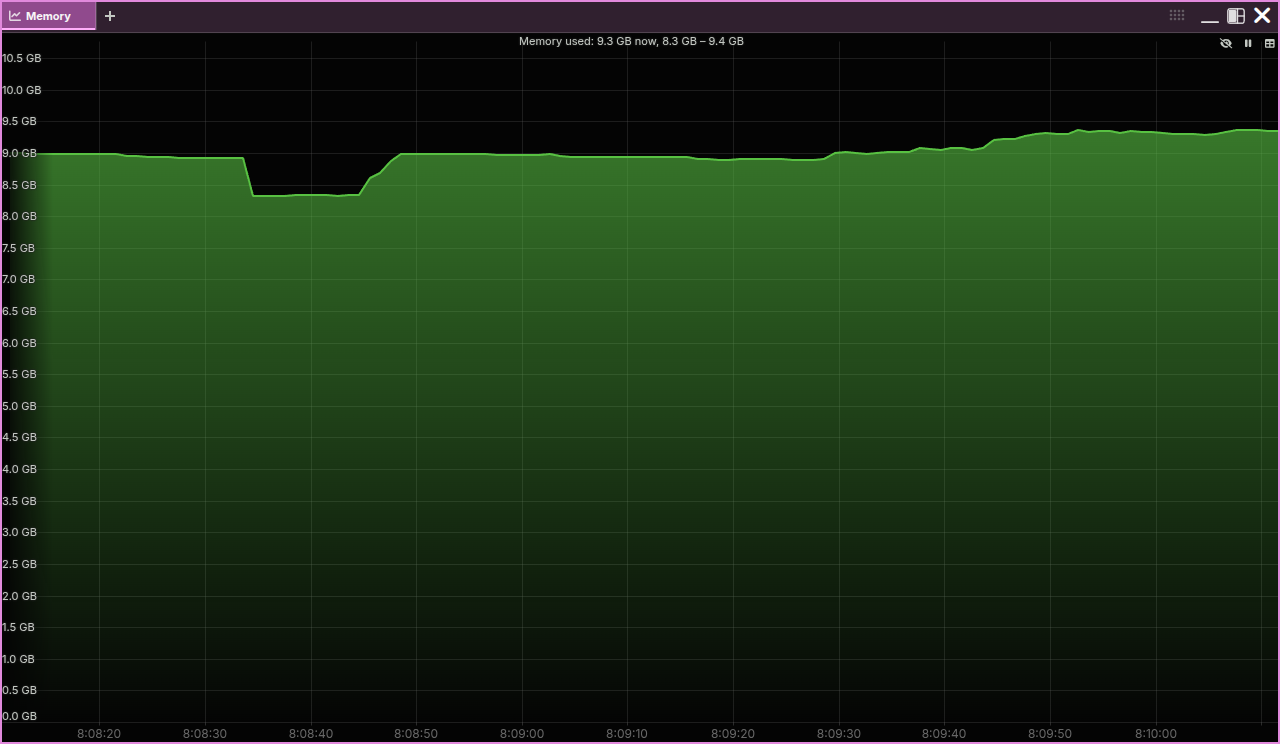 Memory
Memory used: 9.3 GB now, 8.3 GB – 9.4 GB
10.5 GB
10.0 GB
9.5 GB
9.0 GB
8.5 GB
8.0 GB
7.5 GB
7.0 GB
6.5 GB
6.0 GB
5.5 GB
5.0 GB
4.5 GB
4.0 GB
3.5 GB
3.0 GB
2.5 GB
2.0 GB
1.5 GB
1.0 GB
0.5 GB
0.0 GB
8:08:20 8:08:30 8:08:40 8:08:50 8:09:00 8:09:10 8:09:20 8:09:30 8:09:40 8:09:50 8:10:00